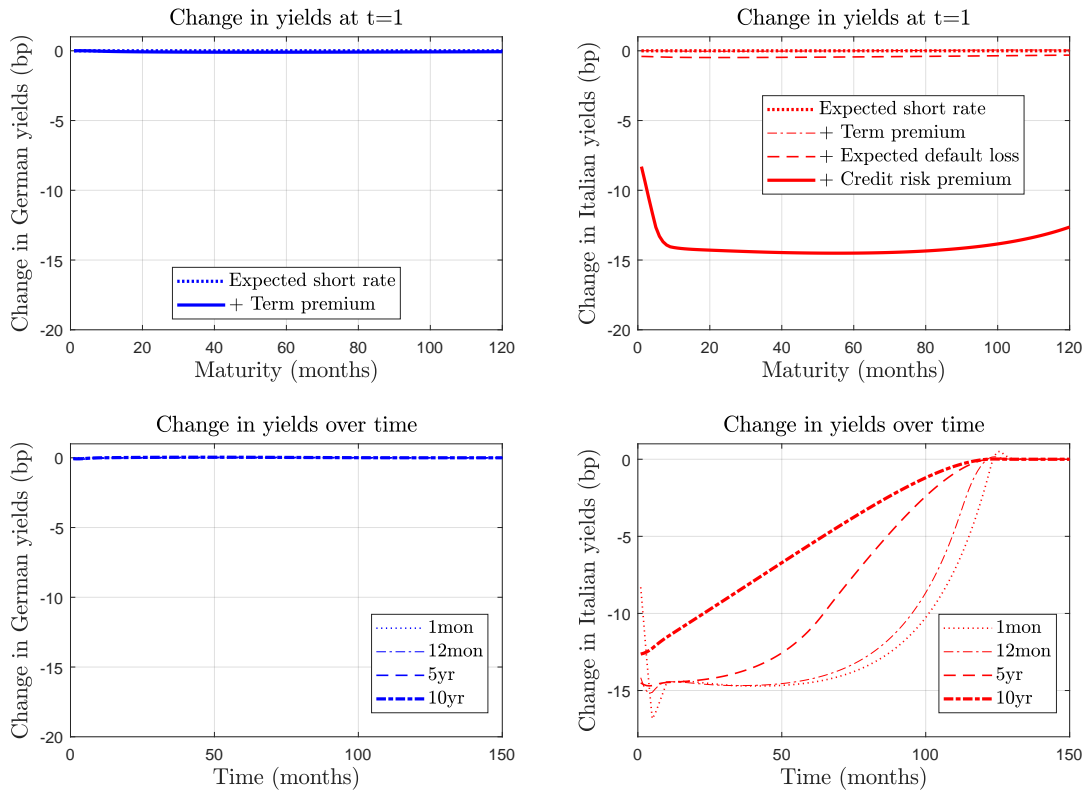 Change in yields at t=1
Change in German yields (bp)
0
-5
-10
-15
-20
Expected short rate
+ Term premium
0 20 40 60 80 100 120
Maturity (months)
Change in yields at t=1
Change in Italian yields (bp)
0
-5
-10
-15
-20
Expected short rate
+ Term premium
+ Expected default loss
+ Credit risk premium
0 20 40 60 80 100 120
Maturity (months)
Change in yields over time
Change in German yields (bp)
0
-5
-10
-15
-20
1mon
12mon
5yr
10yr
0 50 100 150
Time (months)
Change in yields over time
Change in Italian yields (bp)
0
-5
-10
-15
1mon
12mon
5yr
10yr
0 50 100 150
Time (months)